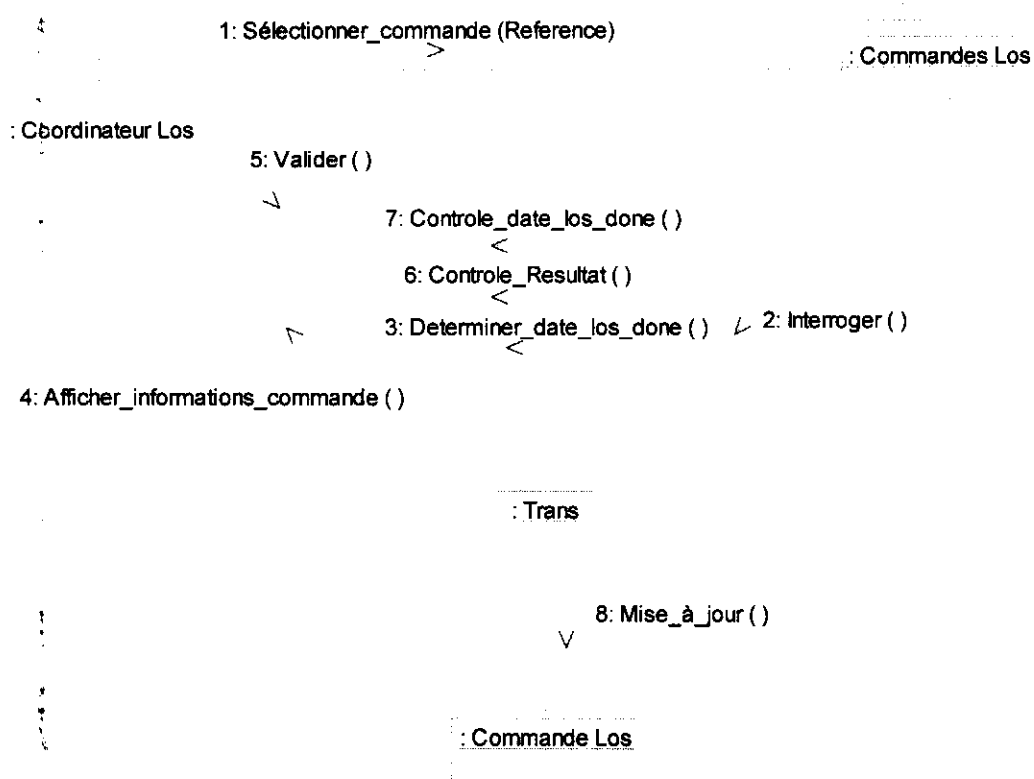 1: Sélectionner_commande (Reference)
: Commandes Los
: Coordinateur Los
5: Valider ( )
7: Controle_date_los_done ( )
6: Controle_Resultat ( )
3: Determiner_date_los_done ( )
2: Interroger ( )
4: Afficher_informations_commande ( )
: Trans
8: Mise_à_jour ( )
: Commande Los